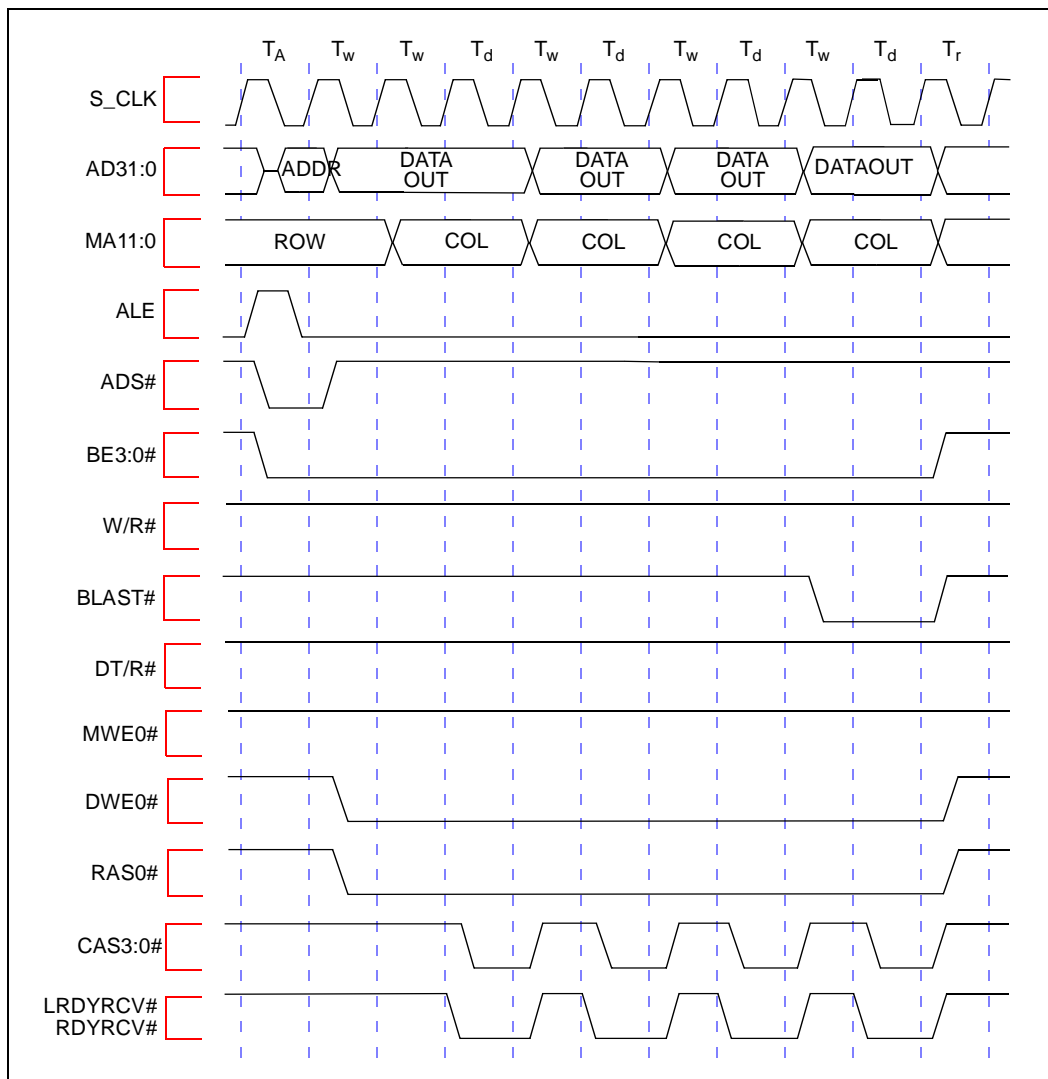 TA Tw Tw Td Tw Td Tw Td Tw Td Tr
S_CLK
AD31:0 ADDR DATA OUT DATA OUT DATA OUT DATAOUT
MA11:0 ROW COL COL COL COL
ALE
ADS#
BE3:0#
W/R#
BLAST#
DT/R#
MWE0#
DWE0#
RAS0#
CAS3:0#
LRDYRCV#
RDYRCV#